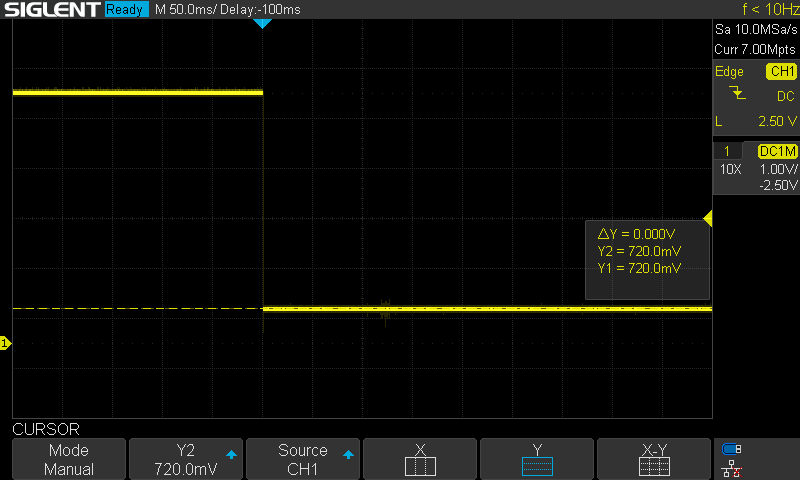 SIGLENT Ready M 50.0ms/ Delay:-100ms f < 10Hz
Sa 10.0MSa/s
Curr 7.00Mpts
Edge CH1
DC
L 2.50 V
1 DC1M
10X 1.00V/
-2.50V
△Y = 0.000V
Y2 = 720.0mV
Y1 = 720.0mV
1
CURSOR
Mode
Manual
Y2
720.0mV
Source
CH1
X
Y
X-Y